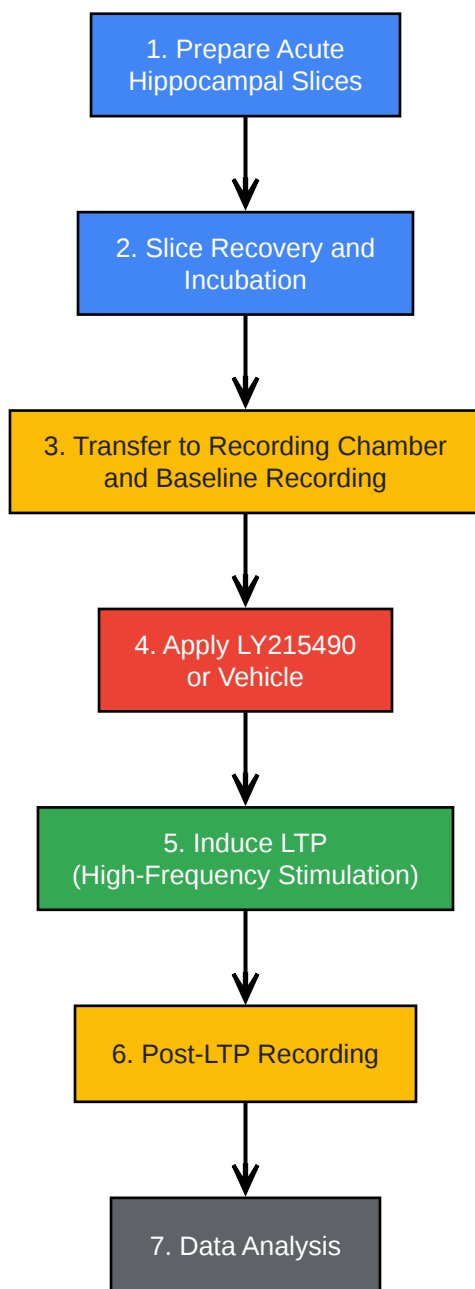 1. Prepare Acute
Hippocampal Slices
2. Slice Recovery and
Incubation
3. Transfer to Recording Chamber
and Baseline Recording
4. Apply LY215490
or Vehicle
5. Induce LTP
(High-Frequency Stimulation)
6. Post-LTP Recording
7. Data Analysis